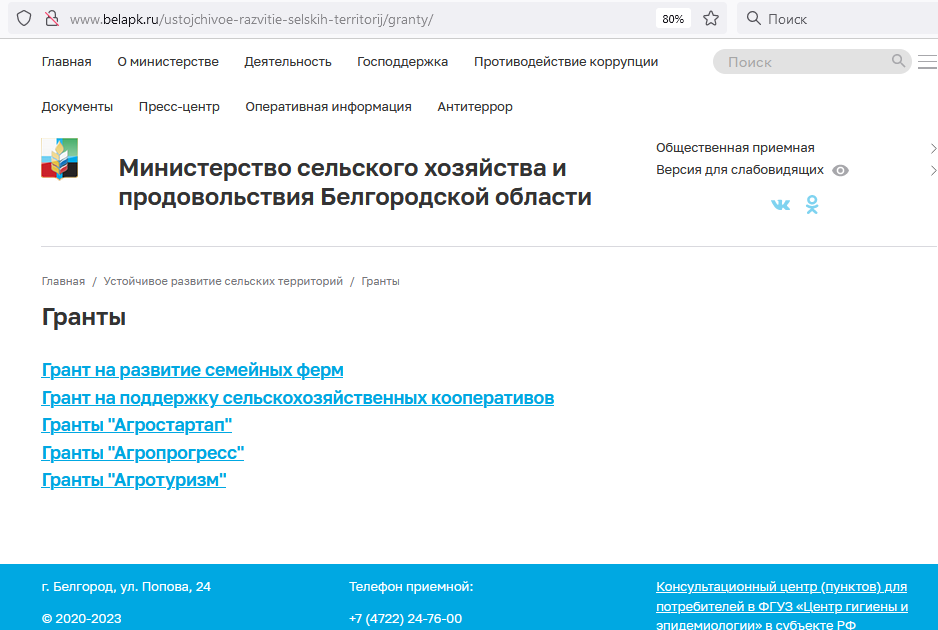 www.belapk.ru/ustojchivoe-razvitie-selskih-territorij/granty/
80%
Поиск
Главная О министерстве Деятельность Господдержка Противодействие коррупции
Поиск
Документы Пресс-центр Оперативная информация Антитеррор
Министерство сельского хозяйства и
продовольствия Белгородской области
Общественная приемная
Версия для слабовидящих
Главная / Устойчивое развитие сельских территорий / Гранты
Гранты
Грант на развитие семейных ферм
Грант на поддержку сельскохозяйственных кооперативов
Гранты "Агростартап"
Гранты "Агропрогресс"
Гранты "Агротуризм"
г. Белгород, ул. Попова, 24
© 2020-2023
Телефон приемной:
+7 (4722) 24-76-00
Консультационный центр (пунктов) для
потребителей в ФГУЗ «Центр гигиены и
эпидемиологии» в субъекте РФ